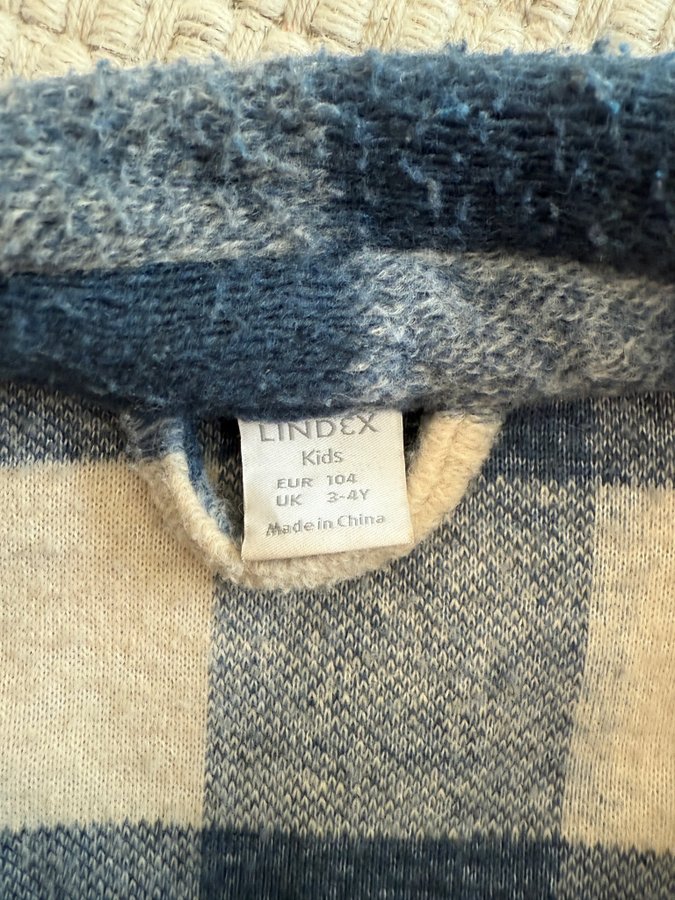 LINDEX
Kids
EUR 104
UK 3-4Y
Made in China